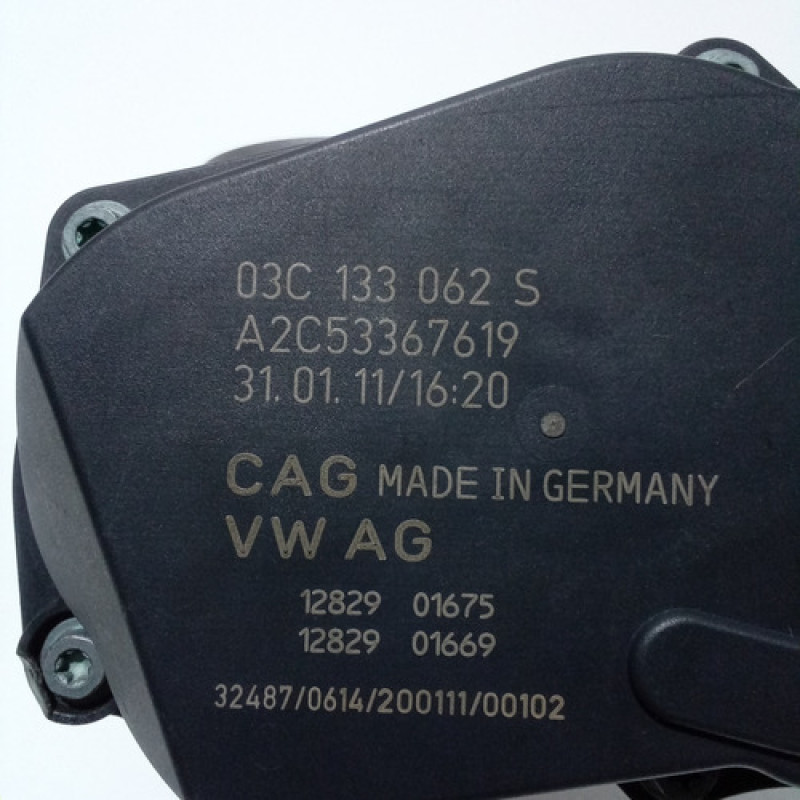 03C 133 062 S
A2C53367619
31.01.11/16:20
CAG MADE IN GERMANY
VW AG
12829 01675
12829 01669
32487/0614/200111/00102